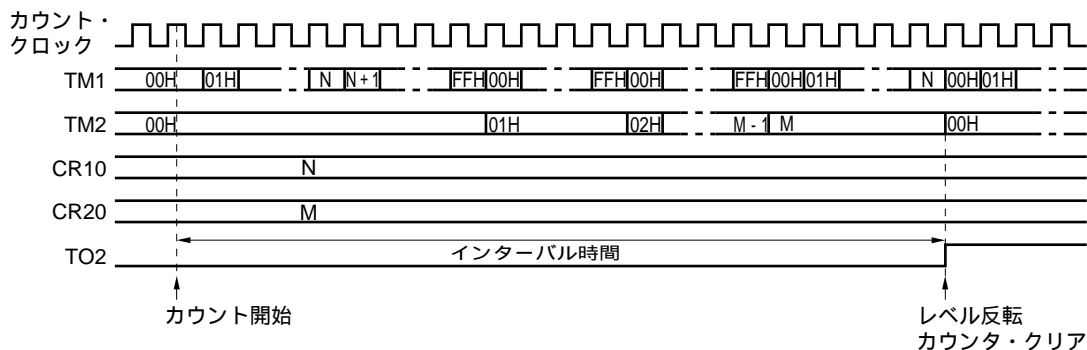 カウント・
クロック
TM1 00H 01H N N+1 FFH 00H FFH 00H FFH 00H 01H N 00H 01H
TM2 00H 01H 02H M-1 M 00H
CR10 N
CR20 M
TO2 インターバル時間
カウント開始 レベル反転
カウンタ・クリア